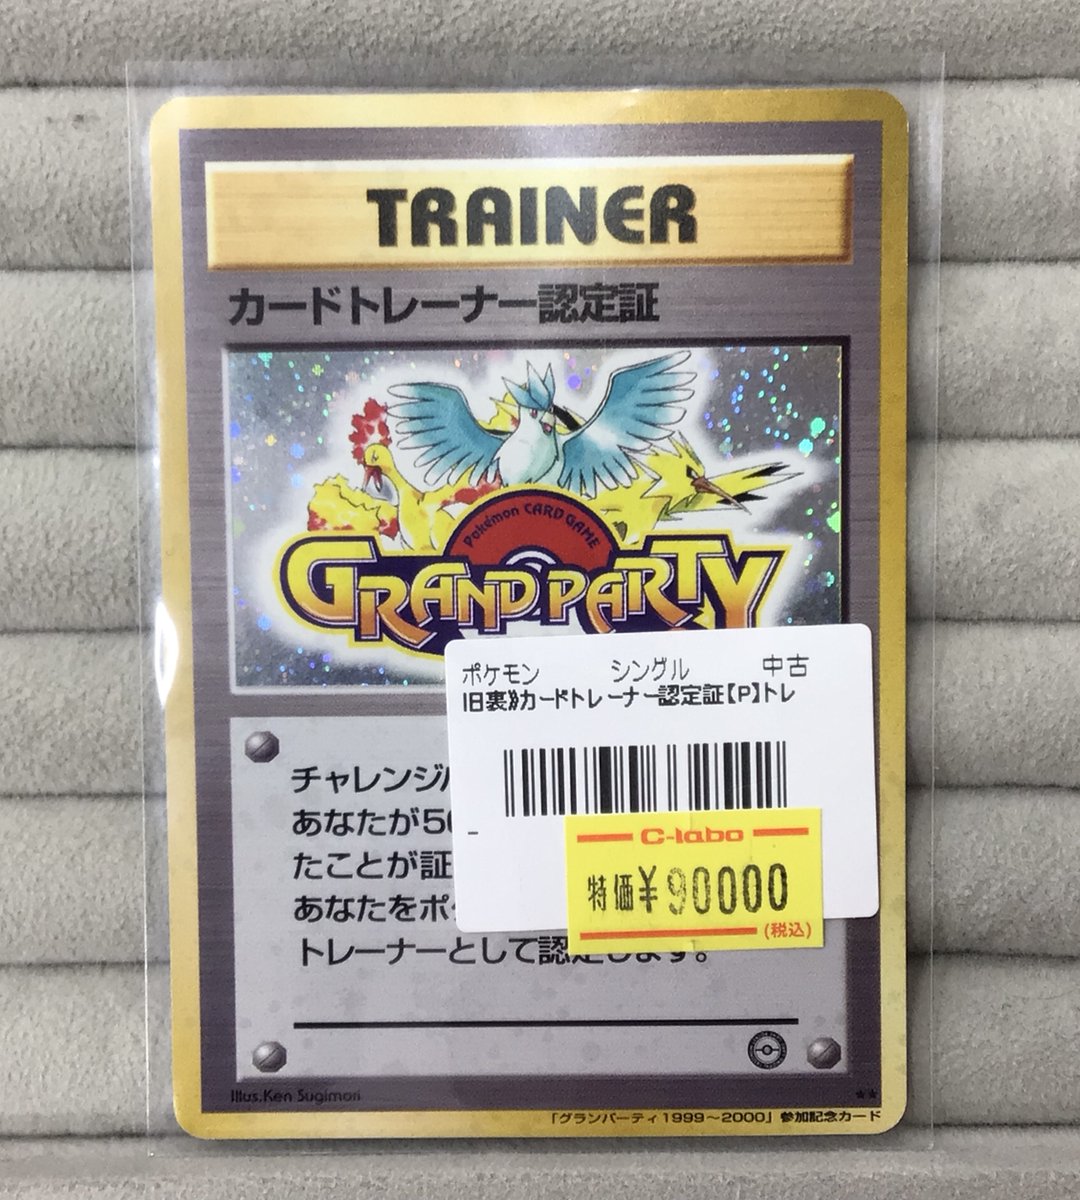 TRAINER
カードトレーナー認定証
Pokémon CARD GAME
GRAND PARTY
ポケモン シングル 中古
旧裏》カードトレーナー認定証【P】トレ
チャレンジ
あなたが5
たことが証
あなたをポ
トレーナーとして認定します。
C-labo
特価¥90000
(税込)
Illus.Ken Sugimori
★★
「グランパーティ1999~2000」参加記念カード